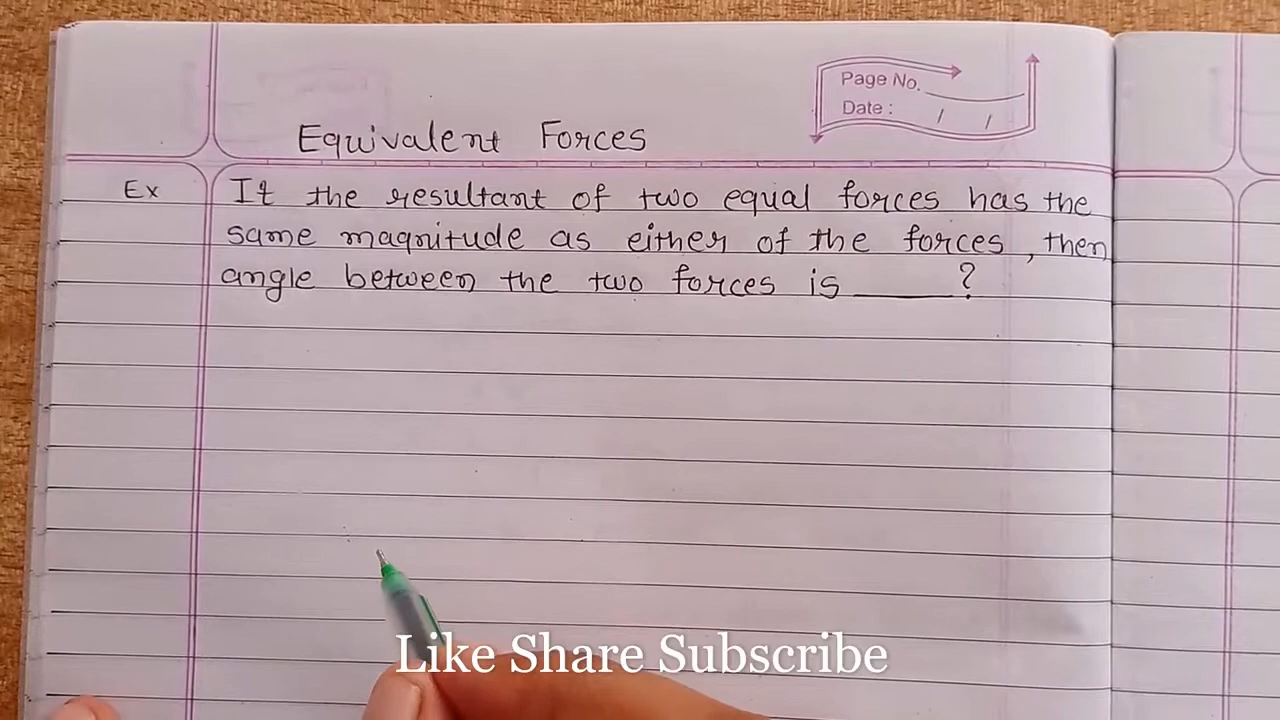 Page No.
Date : / /
Equivalent Forces
Ex If the resultant of two equal forces has the
same magnitude as either of the forces, then
angle between the two forces is ____?
Like Share Subscribe